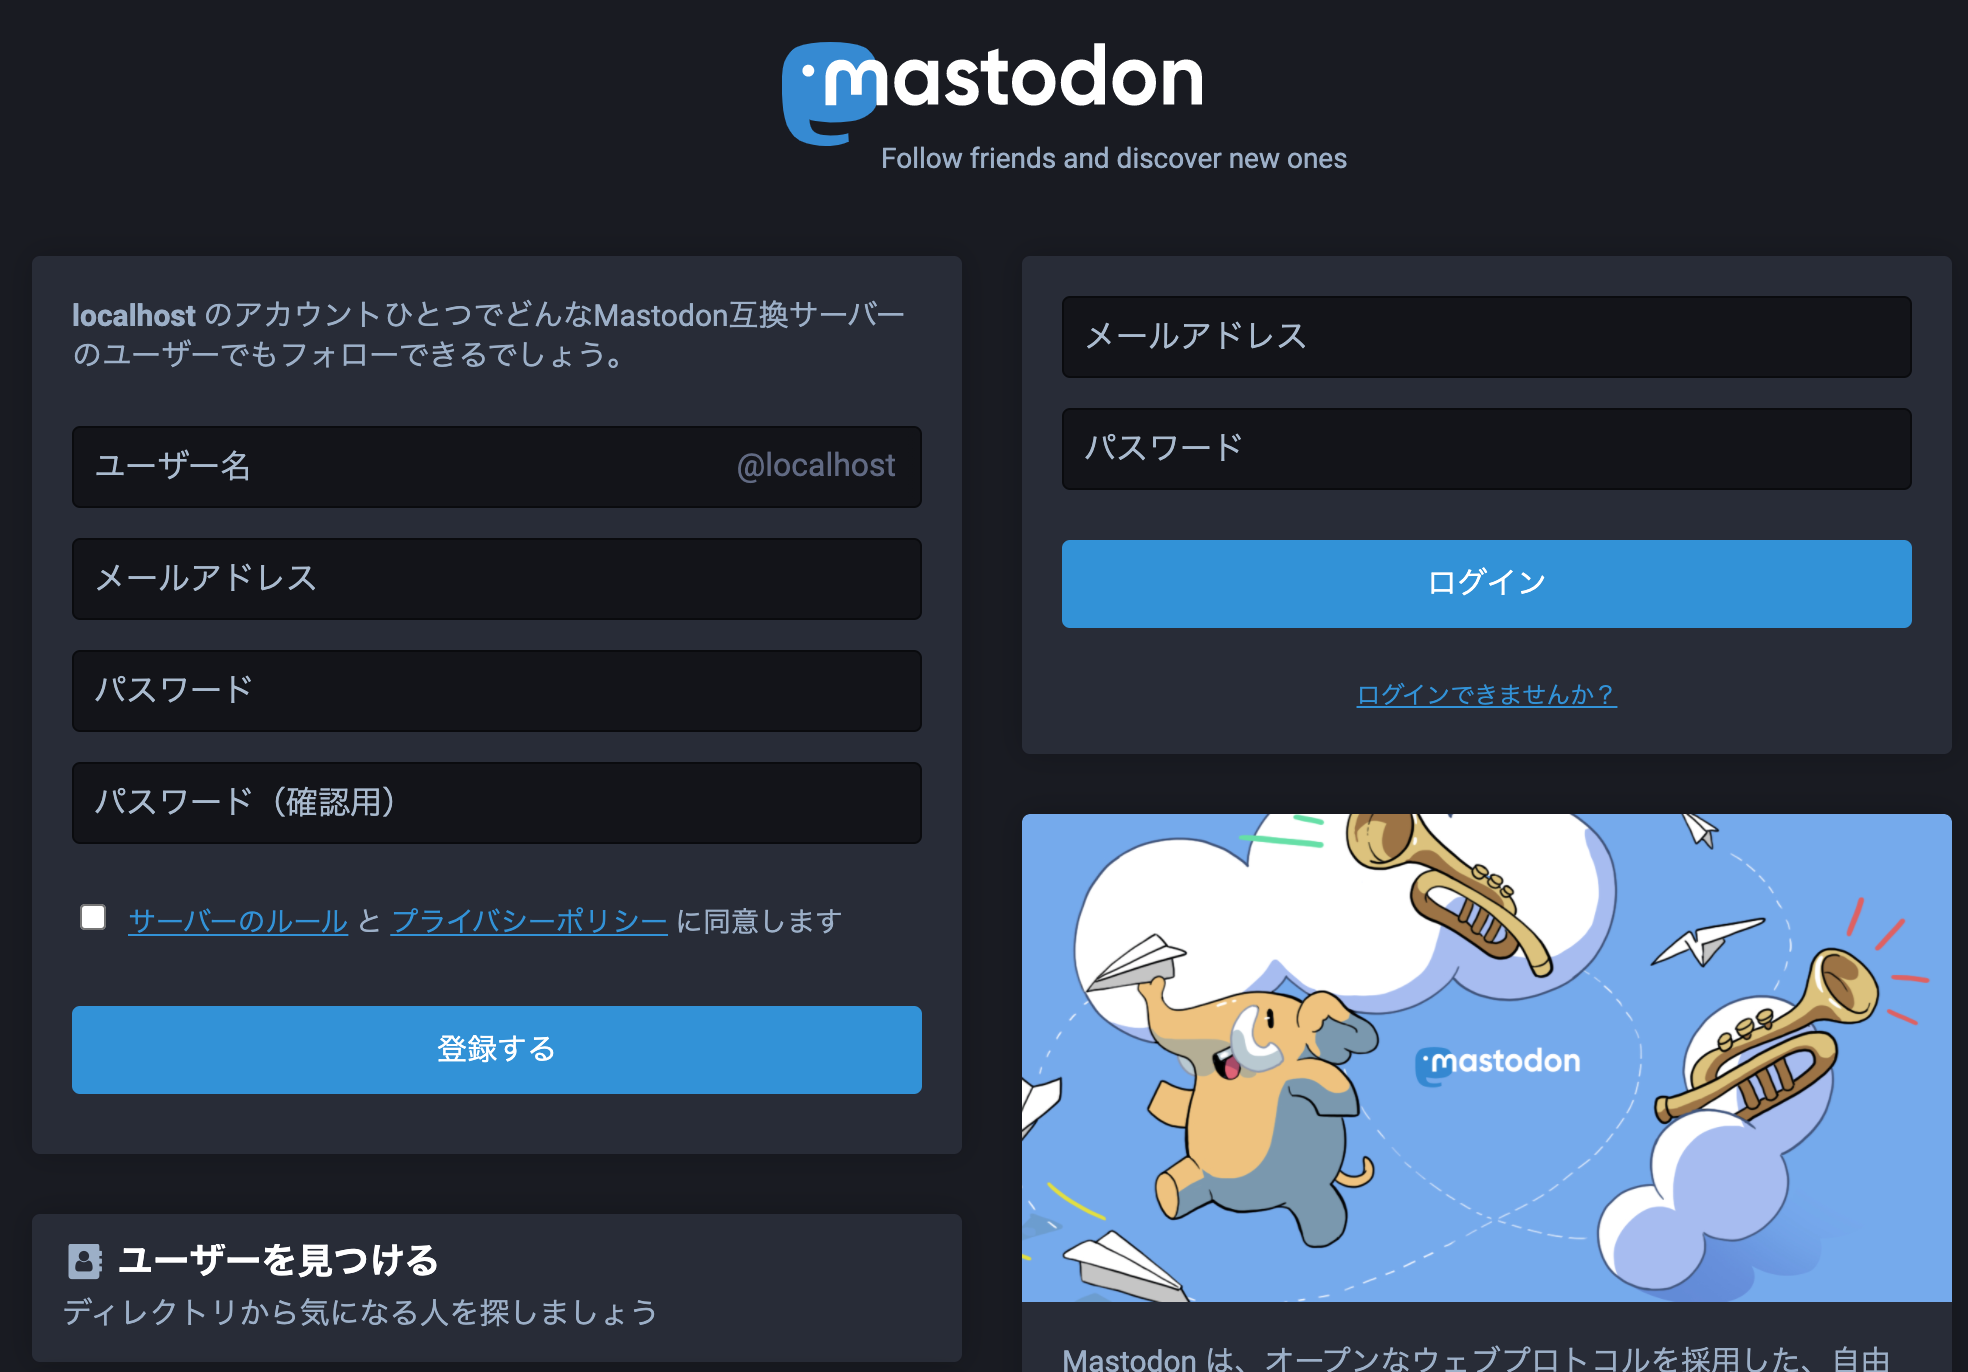 mastodon
Follow friends and discover new ones
localhost のアカウントひとつでどんなMastodon互換サーバー
のユーザーでもフォローできるでしょう。
ユーザー名 @localhost
メールアドレス
パスワード
パスワード（確認用）
サーバーのルール と プライバシーポリシー に同意します
登録する
ユーザーを見つける
ディレクトリから気になる人を探しましょう
メールアドレス
パスワード
ログイン
ログインできませんか？
mastodon
Mastodon は、オープンなウェブプロトコルを採用した、自由